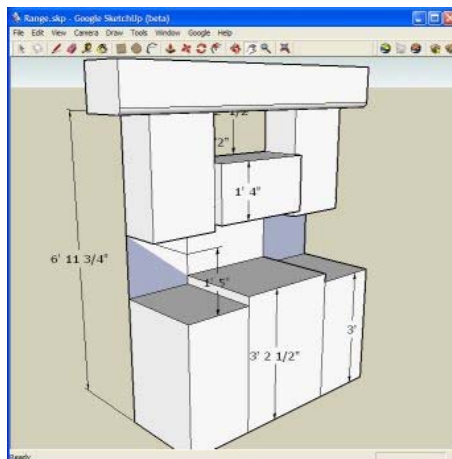 Range.skp - Google SketchUp (beta)
File Edit View Camera Draw Tools Window Google Help
1/2"
2"
1' 4"
6' 11 3/4"
1' 5"
3' 2 1/2"
3'
Ready